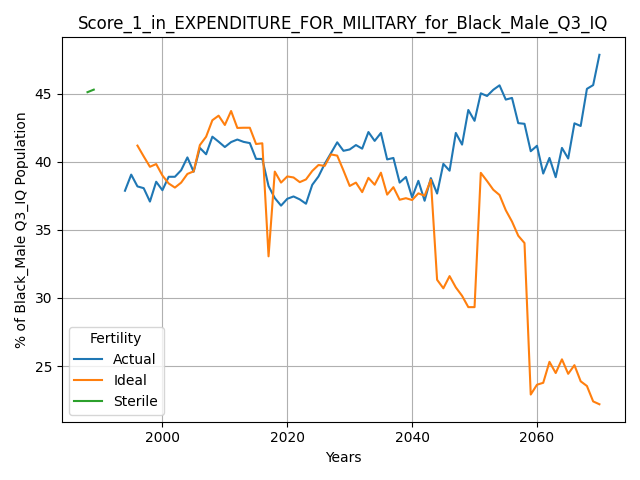 Score_1_in_EXPENDITURE_FOR_MILITARY_for_Black_Male_Q3_IQ
% of Black_Male Q3_IQ Population
45
40
35
30
25
Fertility
Actual
Ideal
Sterile
2000
2020
2040
2060
Years